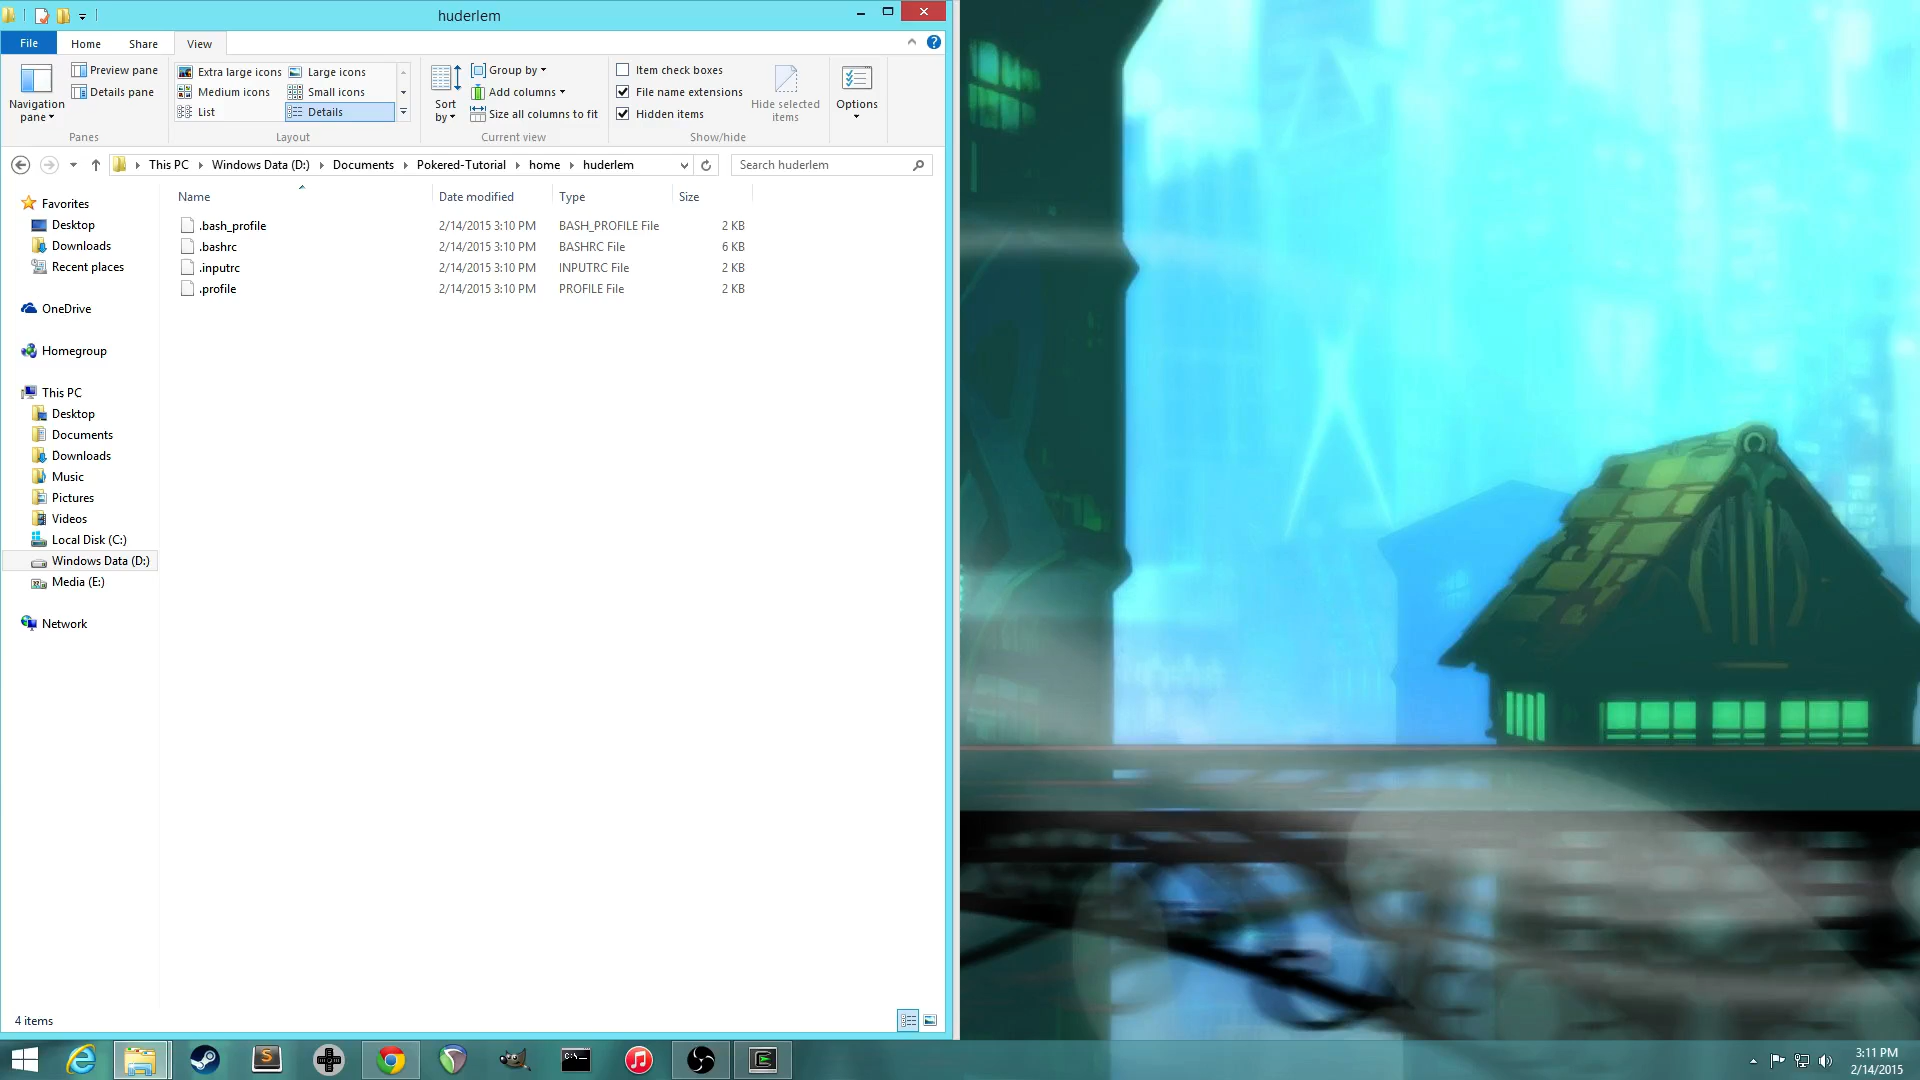 huderlem
File Home Share View
Navigation pane
Preview pane
Details pane
Panes
Extra large icons Large icons
Medium icons Small icons
List Details
Layout
Sort by
Group by
Add columns
Size all columns to fit
Current view
Item check boxes
File name extensions
Hidden items
Hide selected items
Show/hide
Options
This PC Windows Data (D:) Documents Pokered-Tutorial home huderlem
Search huderlem
Name Date modified Type Size
.bash_profile 2/14/2015 3:10 PM BASH_PROFILE File 2 KB
.bashrc 2/14/2015 3:10 PM BASHRC File 6 KB
.inputrc 2/14/2015 3:10 PM INPUTRC File 2 KB
.profile 2/14/2015 3:10 PM PROFILE File 2 KB
Favorites
Desktop
Downloads
Recent places
OneDrive
Homegroup
This PC
Desktop
Documents
Downloads
Music
Pictures
Videos
Local Disk (C:)
Windows Data (D:)
Media (E:)
Network
4 items
3:11 PM
2/14/2015